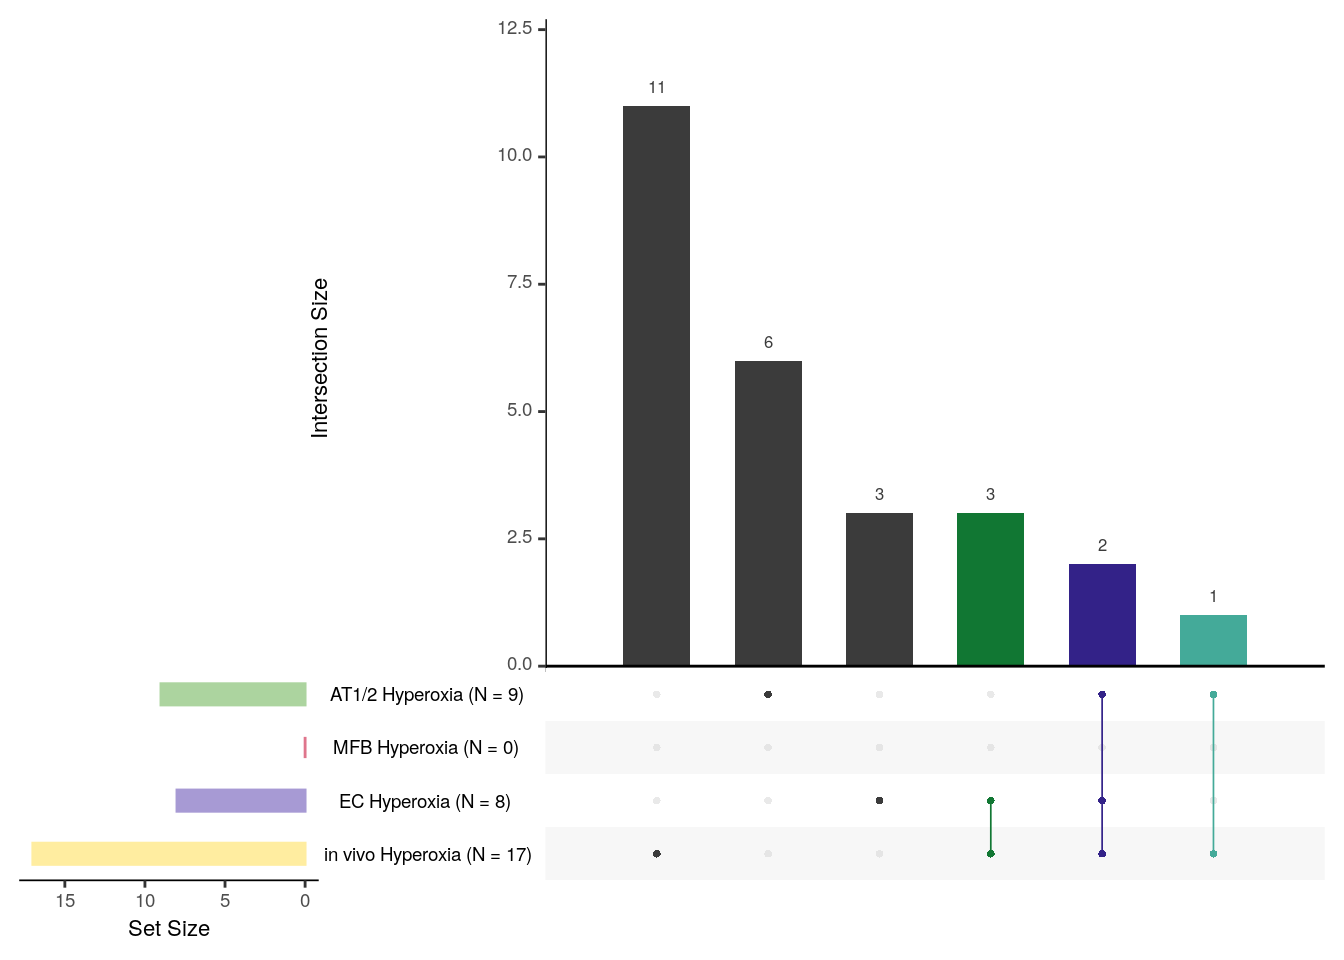 12.5
10.0
7.5
5.0
2.5
0.0
Intersection Size
11
6
3
3
2
1
AT1/2 Hyperoxia (N = 9)
MFB Hyperoxia (N = 0)
EC Hyperoxia (N = 8)
in vivo Hyperoxia (N = 17)
15 10 5 0
Set Size